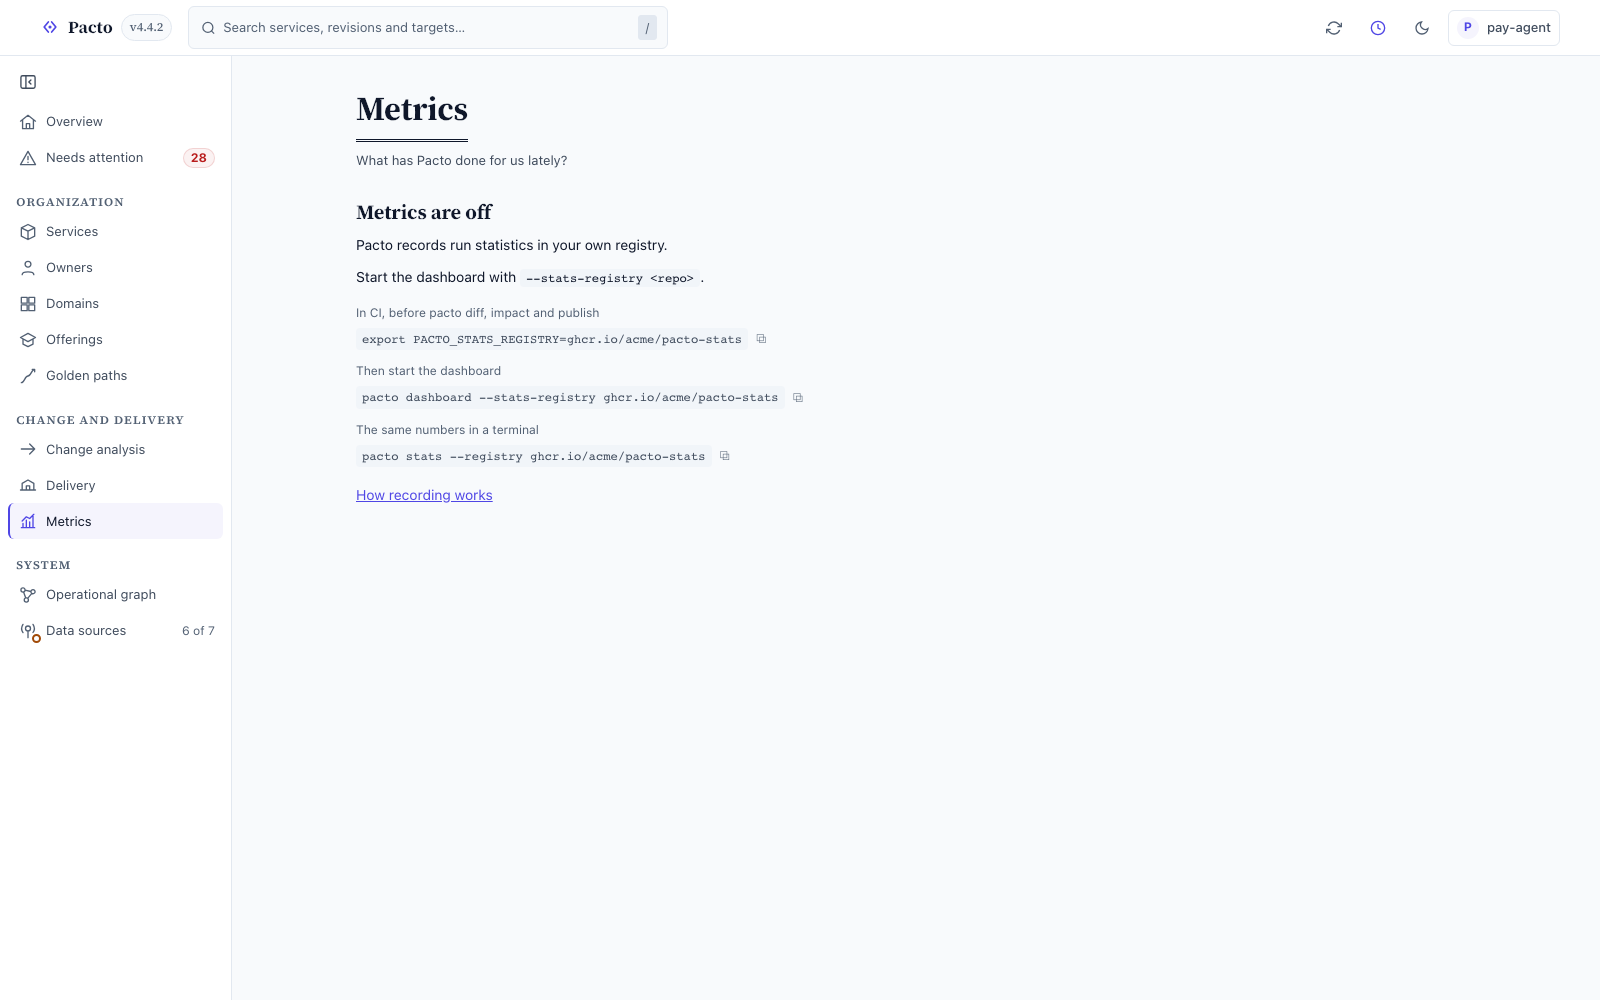 Pacto v4.4.2
Search services, revisions and targets... /
P pay-agent
Overview
Needs attention 28
ORGANIZATION
Services
Owners
Domains
Offerings
Golden paths
CHANGE AND DELIVERY
Change analysis
Delivery
Metrics
SYSTEM
Operational graph
Data sources 6 of 7
Metrics
What has Pacto done for us lately?
Metrics are off
Pacto records run statistics in your own registry.
Start the dashboard with --stats-registry <repo> .
In CI, before pacto diff, impact and publish
export PACTO_STATS_REGISTRY=ghcr.io/acme/pacto-stats
Then start the dashboard
pacto dashboard --stats-registry ghcr.io/acme/pacto-stats
The same numbers in a terminal
pacto stats --registry ghcr.io/acme/pacto-stats
How recording works